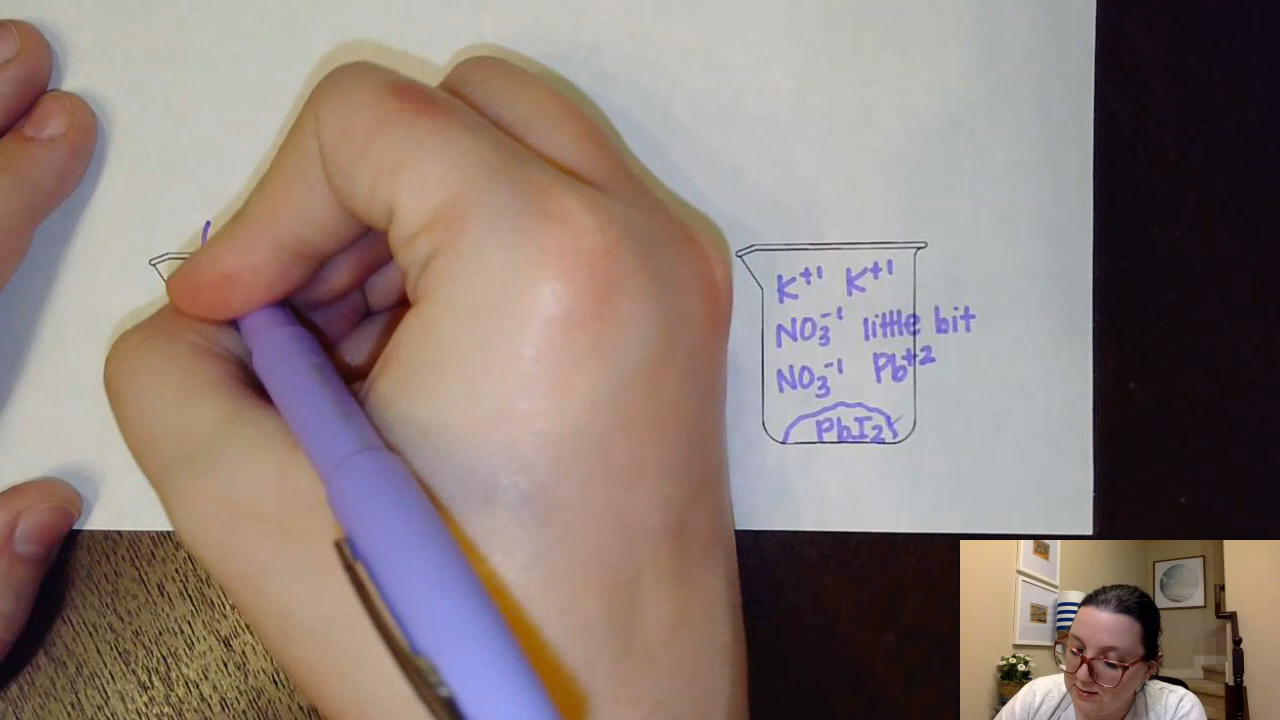 K⁺¹ K⁺¹
NO₃⁻¹ little bit
NO₃⁻¹ Pb⁺²
PbI₂